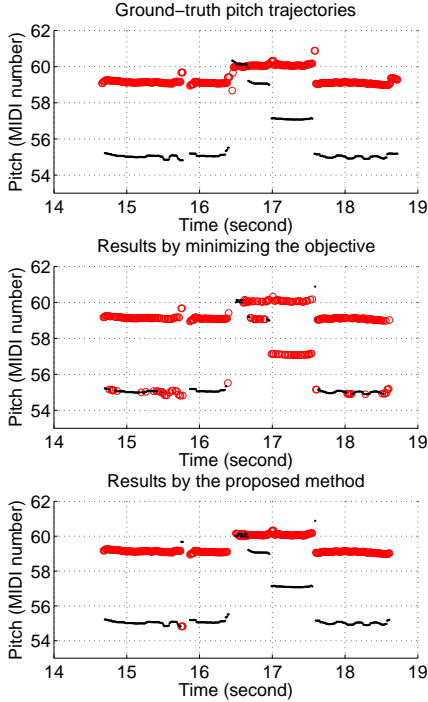 Ground−truth pitch trajectories
62
60
58
56
54
Pitch (MIDI number)
14 15 16 17 18 19
Time (second)
Results by minimizing the objective
62
60
58
56
54
Pitch (MIDI number)
14 15 16 17 18 19
Time (second)
Results by the proposed method
62
60
58
56
54
Pitch (MIDI number)
14 15 16 17 18 19
Time (second)